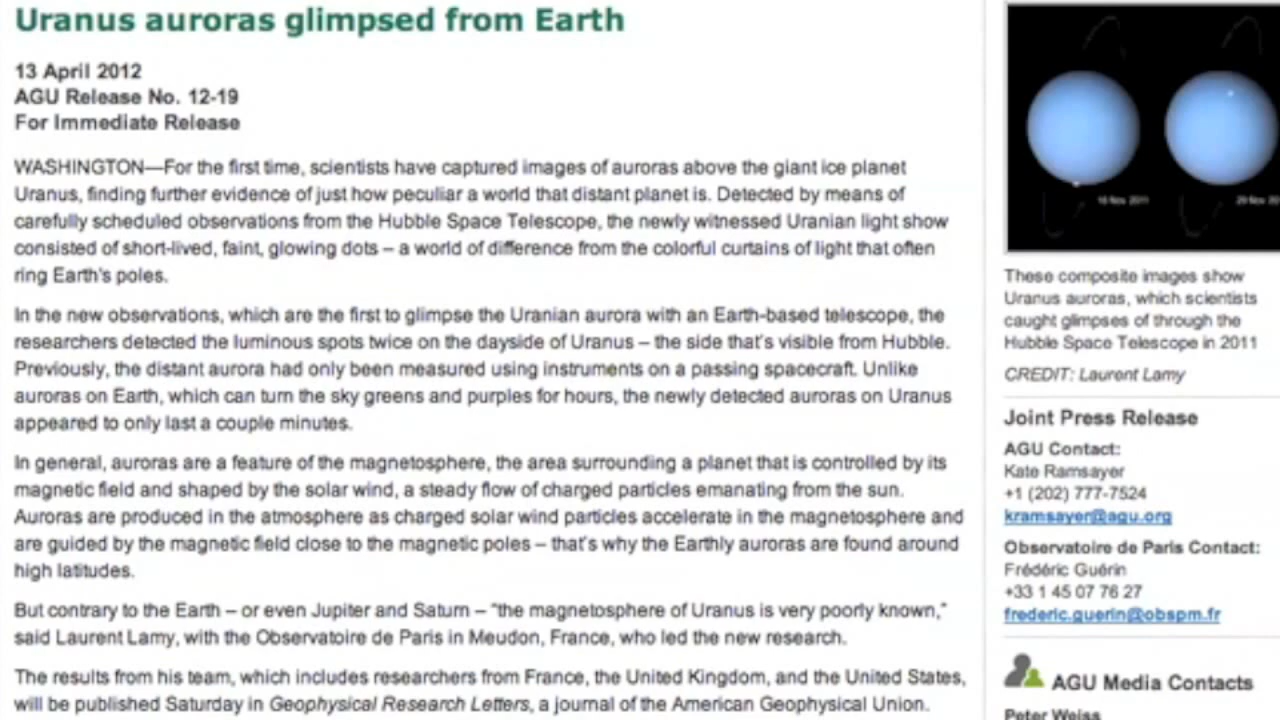 Uranus auroras glimpsed from Earth
13 April 2012
AGU Release No. 12-19
For Immediate Release
WASHINGTON—For the first time, scientists have captured images of auroras above the giant ice planet
Uranus, finding further evidence of just how peculiar a world that distant planet is. Detected by means of
carefully scheduled observations from the Hubble Space Telescope, the newly witnessed Uranian light show
consisted of short-lived, faint, glowing dots – a world of difference from the colorful curtains of light that often
ring Earth's poles.
In the new observations, which are the first to glimpse the Uranian aurora with an Earth-based telescope, the
researchers detected the luminous spots twice on the dayside of Uranus – the side that's visible from Hubble.
Previously, the distant aurora had only been measured using instruments on a passing spacecraft. Unlike
auroras on Earth, which can turn the sky greens and purples for hours, the newly detected auroras on Uranus
appeared to only last a couple minutes.
In general, auroras are a feature of the magnetosphere, the area surrounding a planet that is controlled by its
magnetic field and shaped by the solar wind, a steady flow of charged particles emanating from the sun.
Auroras are produced in the atmosphere as charged solar wind particles accelerate in the magnetosphere and
are guided by the magnetic field close to the magnetic poles – that's why the Earthly auroras are found around
high latitudes.
But contrary to the Earth – or even Jupiter and Saturn – "the magnetosphere of Uranus is very poorly known,"
said Laurent Lamy, with the Observatoire de Paris in Meudon, France, who led the new research.
The results from his team, which includes researchers from France, the United Kingdom, and the United States,
will be published Saturday in Geophysical Research Letters, a journal of the American Geophysical Union.
16 Nov 2011
29 Nov 20
These composite images show
Uranus auroras, which scientists
caught glimpses of through the
Hubble Space Telescope in 2011
CREDIT: Laurent Lamy
Joint Press Release
AGU Contact:
Kate Ramsayer
+1 (202) 777-7524
kramsayer@agu.org
Observatoire de Paris Contact:
Frédéric Guérin
+33 1 45 07 76 27
frederic.guerin@obspm.fr
AGU Media Contacts
Peter Weiss